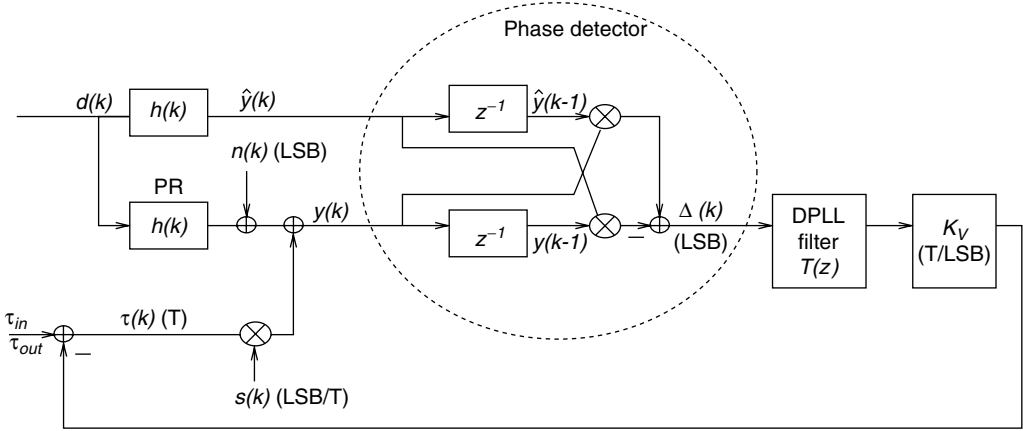 Phase detector
d(k)
h(k)
ŷ(k)
z⁻¹
ŷ(k-1)
n(k) (LSB)
PR
h(k)
y(k)
z⁻¹
y(k-1)
Δ (k)
(LSB)
DPLL
filter
T(z)
K_V
(T/LSB)
τ_in
τ_out
τ(k) (T)
s(k) (LSB/T)